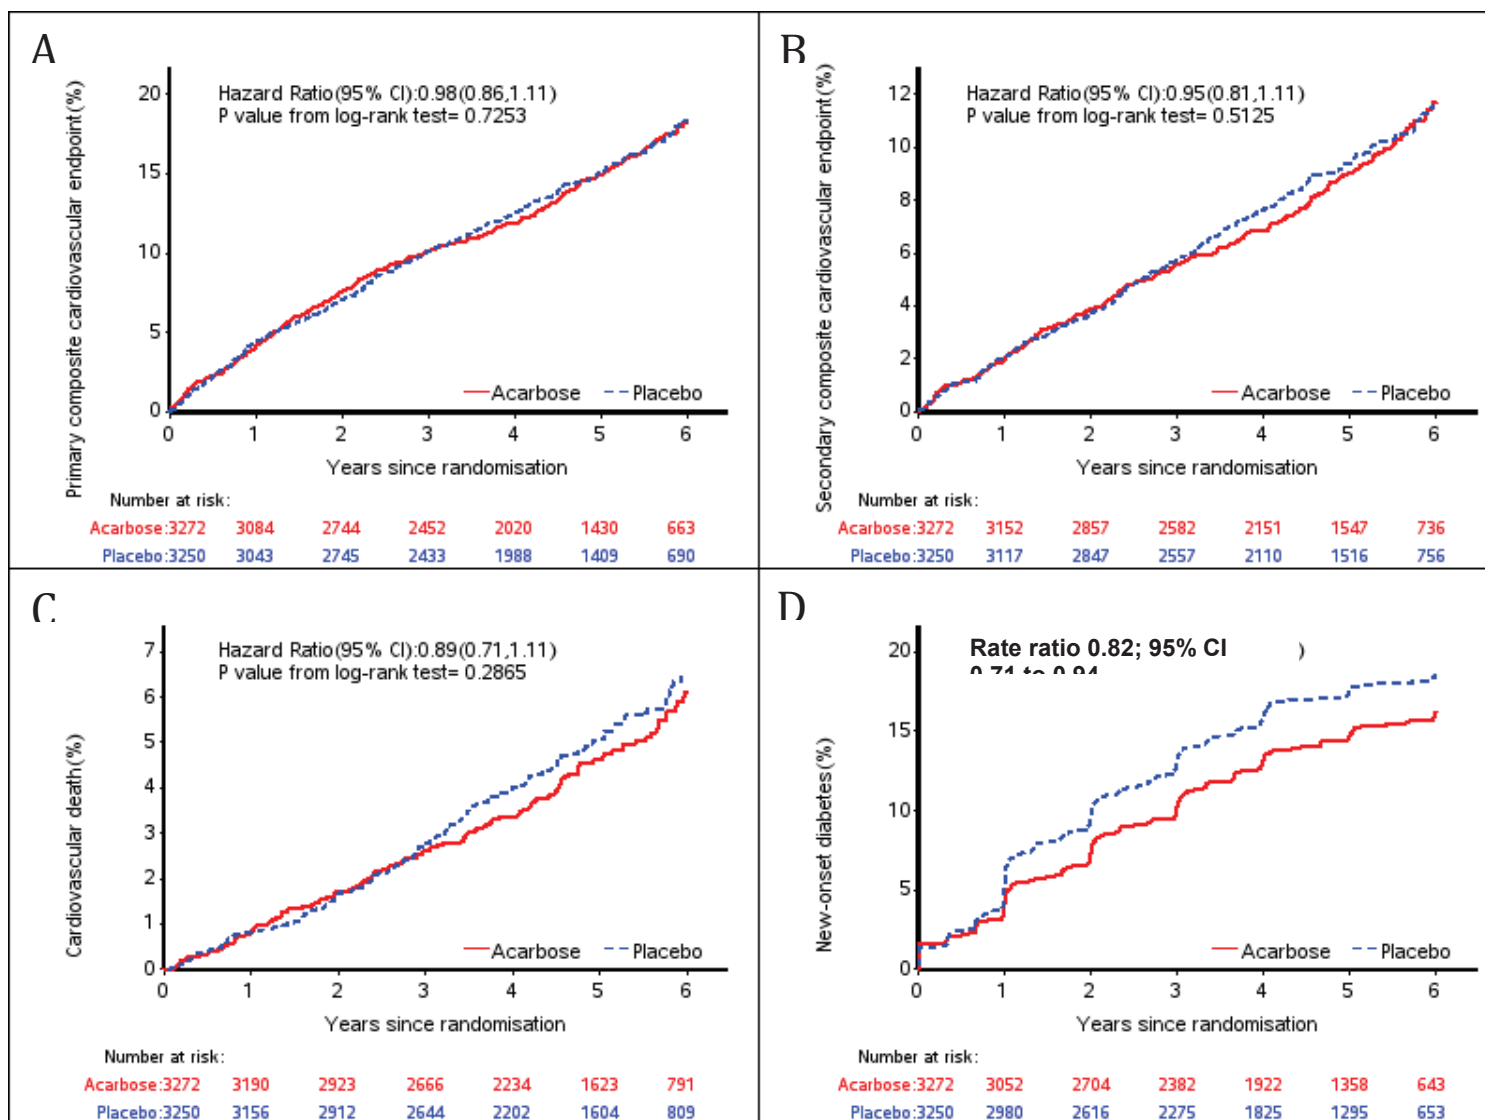 A
Primary composite cardiovascular endpoint(%)
Hazard Ratio(95% CI):0.98(0.86,1.11)
P value from log-rank test= 0.7253
20
15
10
5
0
Acarbose Placebo
0 1 2 3 4 5 6
Years since randomisation
Number at risk:
Acarbose:3272 3084 2744 2452 2020 1430 663
Placebo:3250 3043 2745 2433 1988 1409 690
B
Secondary composite cardiovascular endpoint(%)
Hazard Ratio(95% CI):0.95(0.81,1.11)
P value from log-rank test= 0.5125
12
10
8
6
4
2
0
Acarbose Placebo
0 1 2 3 4 5 6
Years since randomisation
Number at risk:
Acarbose:3272 3152 2857 2582 2151 1547 736
Placebo:3250 3117 2847 2557 2110 1516 756
C
Cardiovascular death(%)
Hazard Ratio(95% CI):0.89(0.71,1.11)
P value from log-rank test= 0.2865
7
6
5
4
3
2
1
0
Acarbose Placebo
0 1 2 3 4 5 6
Years since randomisation
Number at risk:
Acarbose:3272 3190 2923 2666 2234 1623 791
Placebo:3250 3156 2912 2644 2202 1604 809
D
New-onset diabetes(%)
Rate ratio 0.82; 95% CI )
0.71 to 0.94
20
15
10
5
0
Acarbose Placebo
0 1 2 3 4 5 6
Years since randomisation
Number at risk:
Acarbose:3272 3052 2704 2382 1922 1358 643
Placebo:3250 2980 2616 2275 1825 1295 653